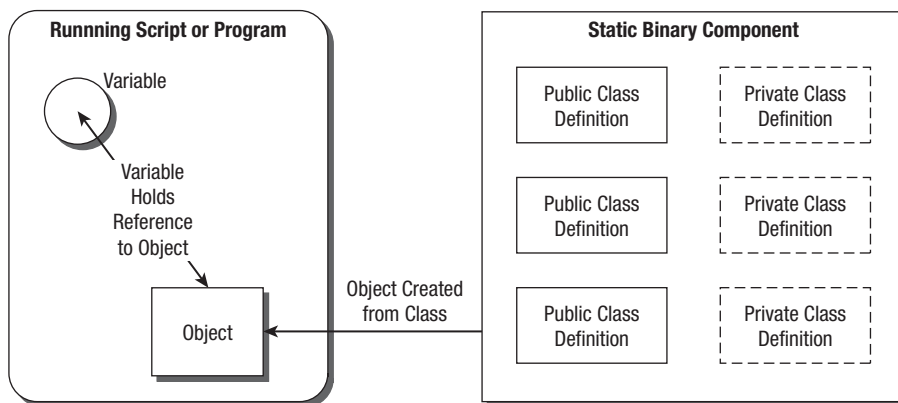 Runnning Script or Program
Variable
Variable
Holds
Reference
to Object
Object
Object Created
from Class
Static Binary Component
Public Class
Definition
Private Class
Definition
Public Class
Definition
Private Class
Definition
Public Class
Definition
Private Class
Definition